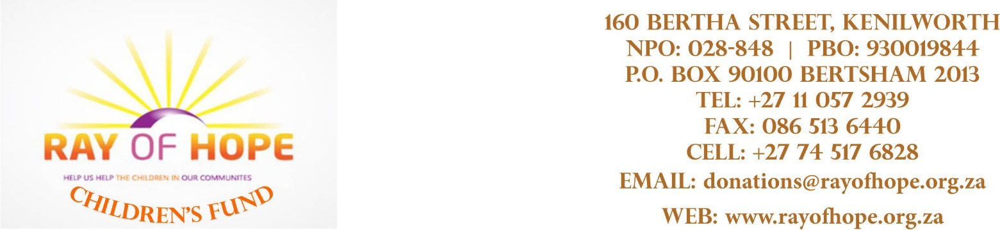 RAY OF HOPE
HELP US HELP THE CHILDREN IN OUR COMMUNITES
CHILDREN'S FUND
160 BERTHA STREET, KENILWORTH
NPO: 028-848 | PBO: 930019844
P.O. BOX 90100 BERTSHAM 2013
TEL: +27 11 057 2939
FAX: 086 513 6440
CELL: +27 74 517 6828
EMAIL: donations@rayofhope.org.za
WEB: www.rayofhope.org.za